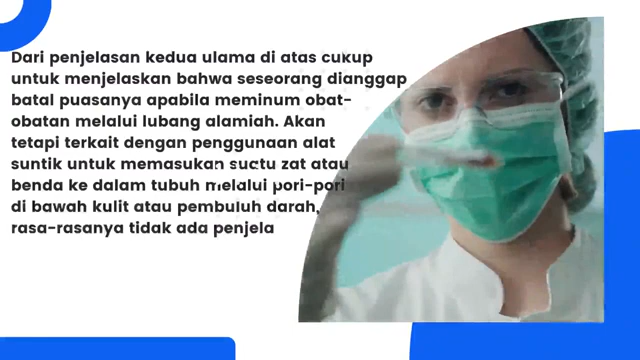 Dari penjelasan kedua ulama di atas cukup
untuk menjelaskan bahwa seseorang dianggap
batal puasanya apabila meminum obat-
obatan melalui lubang alamiah. Akan
tetapi terkait dengan penggunaan alat
suntik untuk memasukan suatu zat atau
benda ke dalam tubuh melalui pori-pori
di bawah kulit atau pembuluh darah,
rasa-rasanya tidak ada penjela